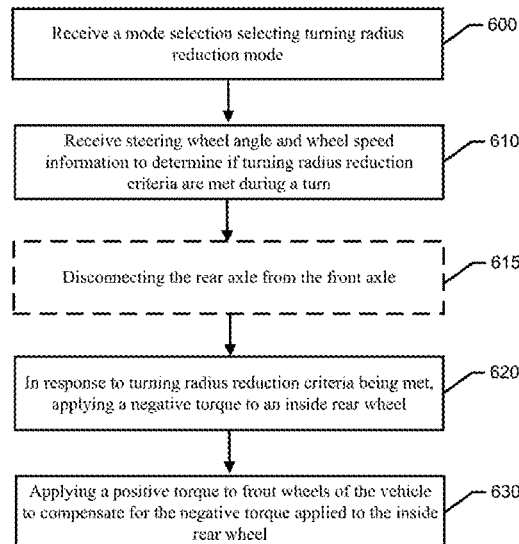 Receive a mode selection selecting turning radius
reduction mode
600
Receive steering wheel angle and wheel speed
information to determine if turning radius reduction
criteria are met during a turn
610
Disconnecting the rear axle from the front axle
615
In response to turning radius reduction criteria being met,
applying a negative torque to an inside rear wheel
620
Applying a positive torque to front wheels of the vehicle
to compensate for the negative torque applied to the inside
rear wheel
630